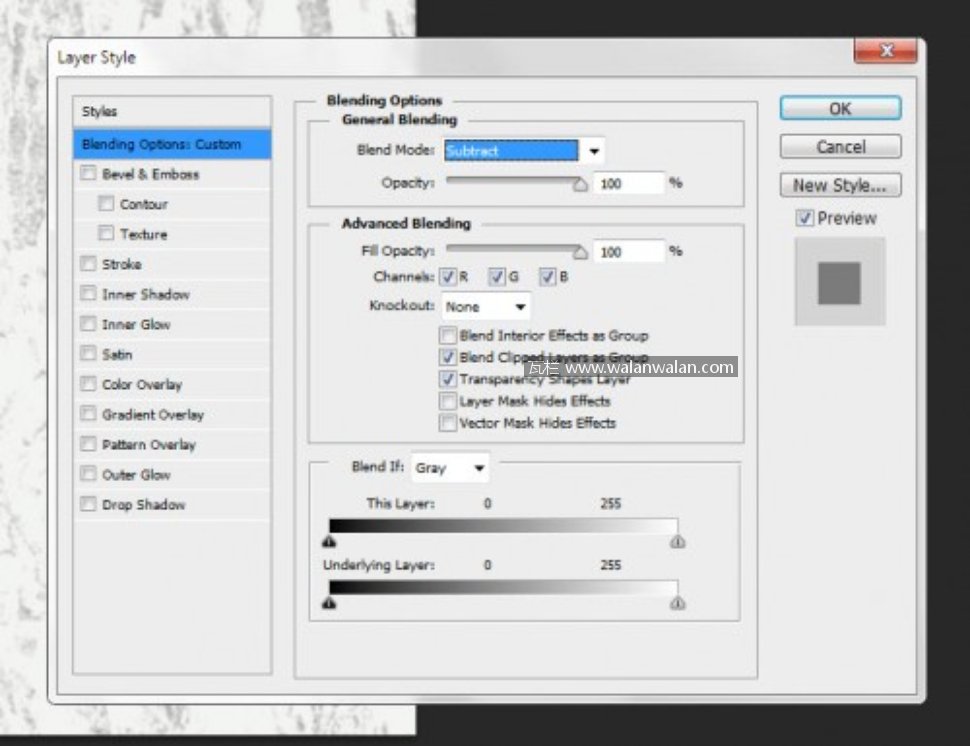 Layer Style
Styles
Blending Options: Custom
Bevel & Emboss
Contour
Texture
Stroke
Inner Shadow
Inner Glow
Satin
Color Overlay
Gradient Overlay
Pattern Overlay
Outer Glow
Drop Shadow
Blending Options
General Blending
Blend Mode: Subtract
Opacity: 100 %
Advanced Blending
Fill Opacity: 100 %
Channels: R G B
Knockout: None
Blend Interior Effects as Group
Blend Clipped Layers as Group
瓦栏 www.walanwalan.com
Transparency Shapes Layer
Layer Mask Hides Effects
Vector Mask Hides Effects
Blend If: Gray
This Layer: 0 255
Underlying Layer: 0 255
OK
Cancel
New Style...
Preview